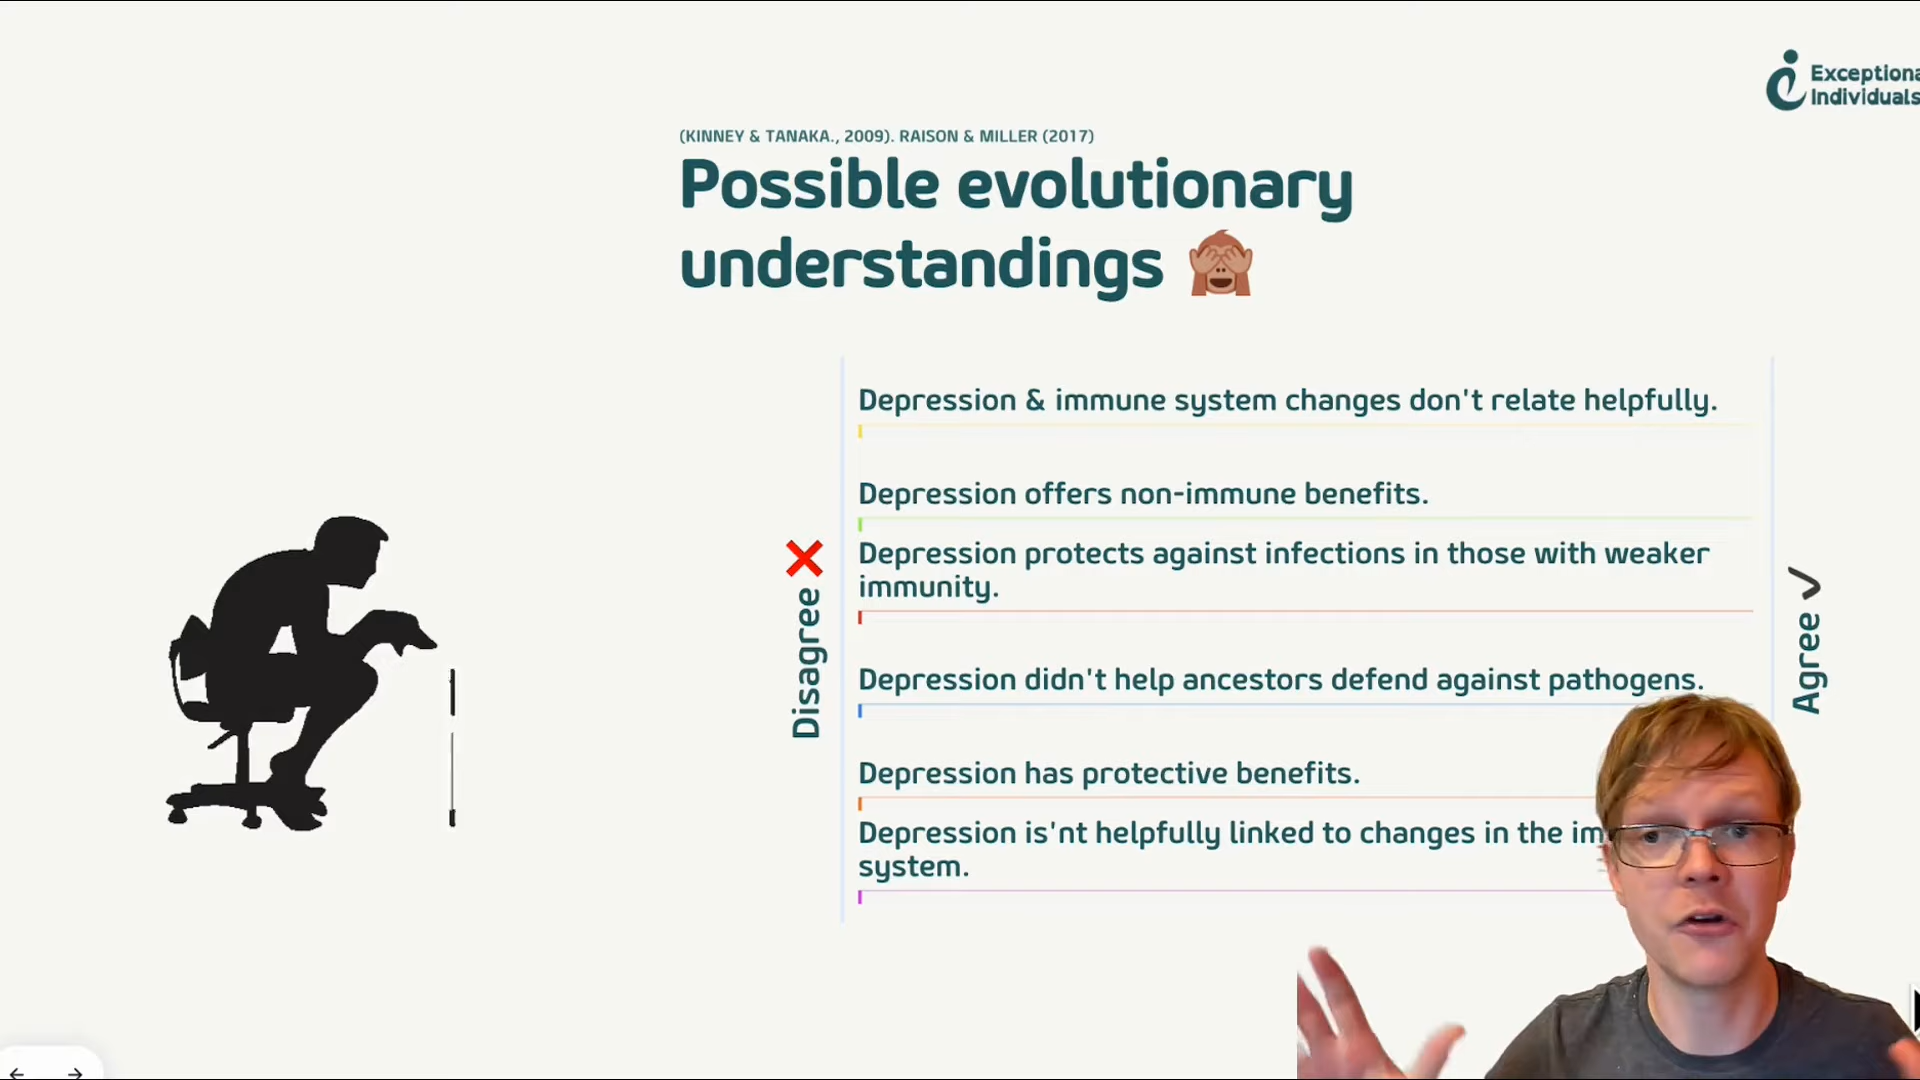 Exceptiona
Individuals
(KINNEY & TANAKA., 2009). RAISON & MILLER (2017)
Possible evolutionary
understandings
Depression & immune system changes don't relate helpfully.
Depression offers non-immune benefits.
Depression protects against infections in those with weaker
immunity.
Depression didn't help ancestors defend against pathogens.
Depression has protective benefits.
Depression is'nt helpfully linked to changes in the im
system.
Disagree
Agree